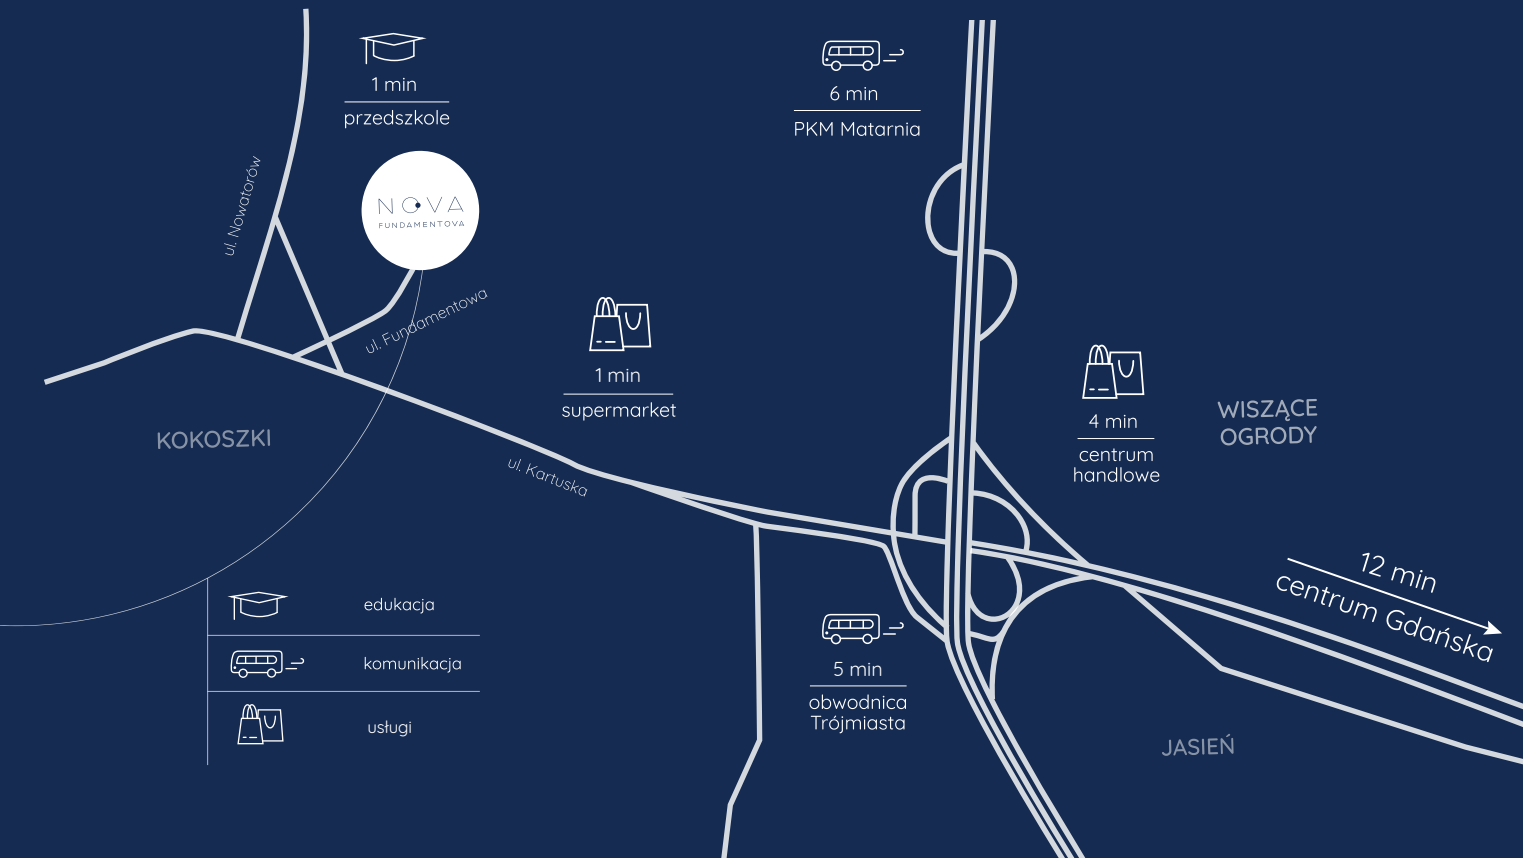 1 min
przedszkole
6 min
PKM Matarnia
ul. Nowatorów
NOVA
FUNDAMENTOVA
ul. Fundamentowa
1 min
supermarket
4 min
centrum
handlowe
WISZĄCE
OGRODY
KOKOSZKI
ul. Kartuska
12 min
centrum Gdańska
edukacja
komunikacja
usługi
5 min
obwodnica
Trójmiasta
JASIEŃ